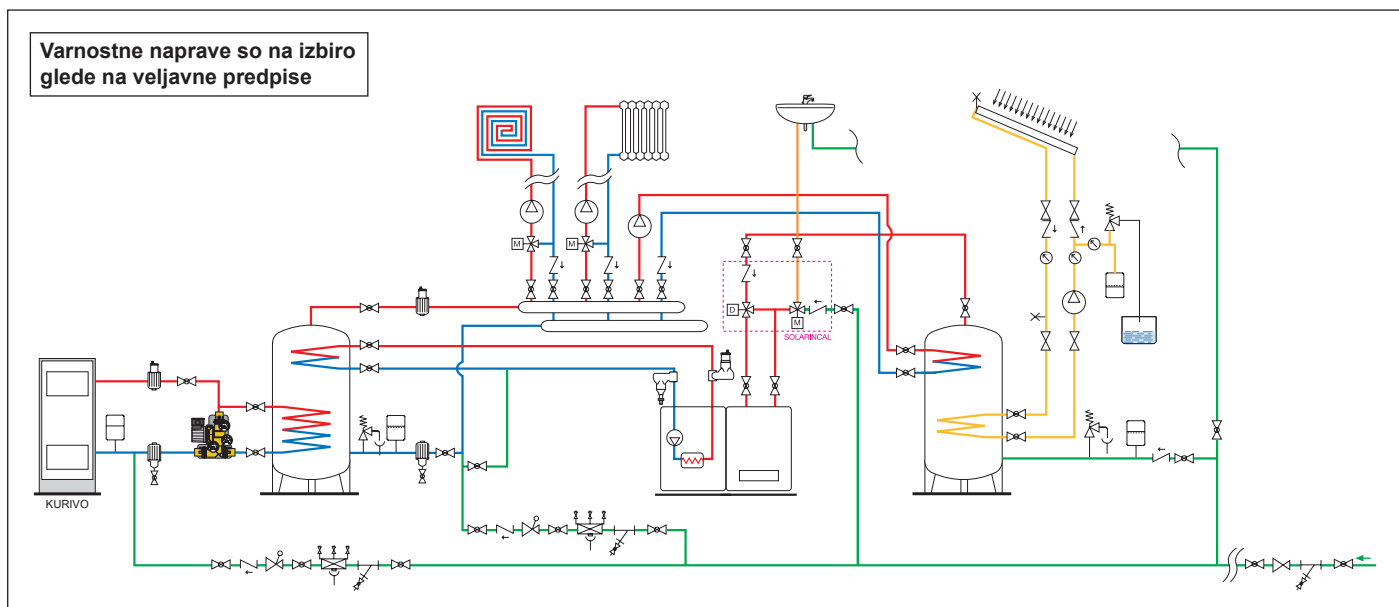 Varnostne naprave so na izbiro
glede na veljavne predpise
M
M
D
M
SOLARINCAL
KURIVO